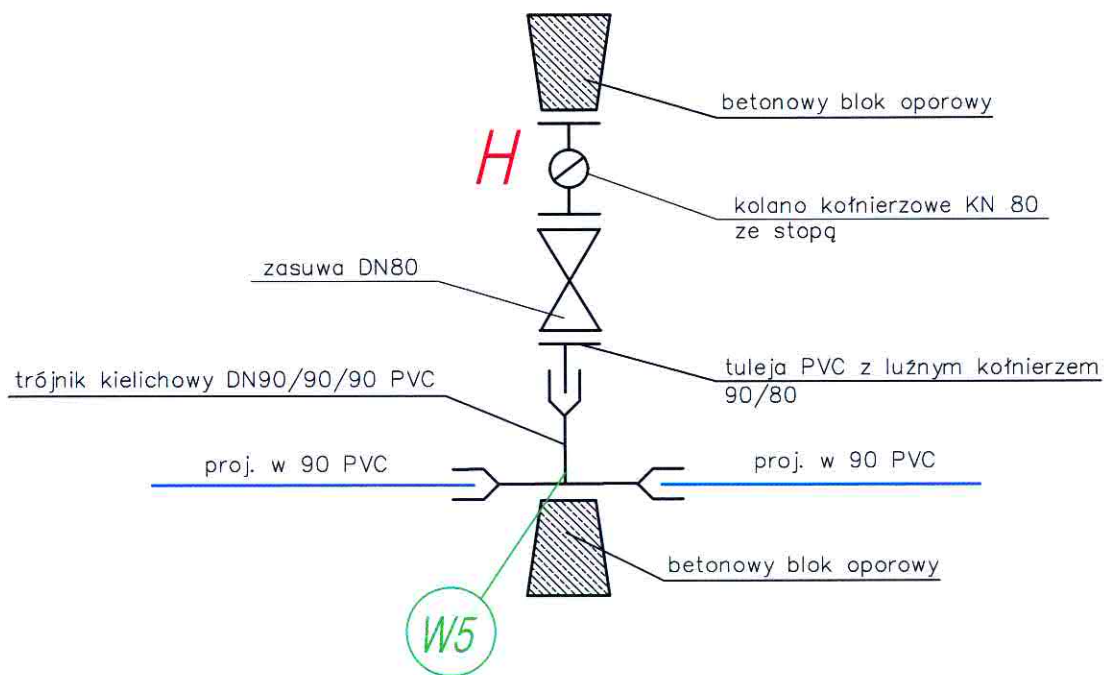 betonowy blok oporowy
H
kolano kołnierzowe KN 80
ze stopą
zasuwa DN80
trójnik kielichowy DN90/90/90 PVC
tuleja PVC z luźnym kołnierzem
90/80
proj. w 90 PVC
proj. w 90 PVC
betonowy blok oporowy
W5